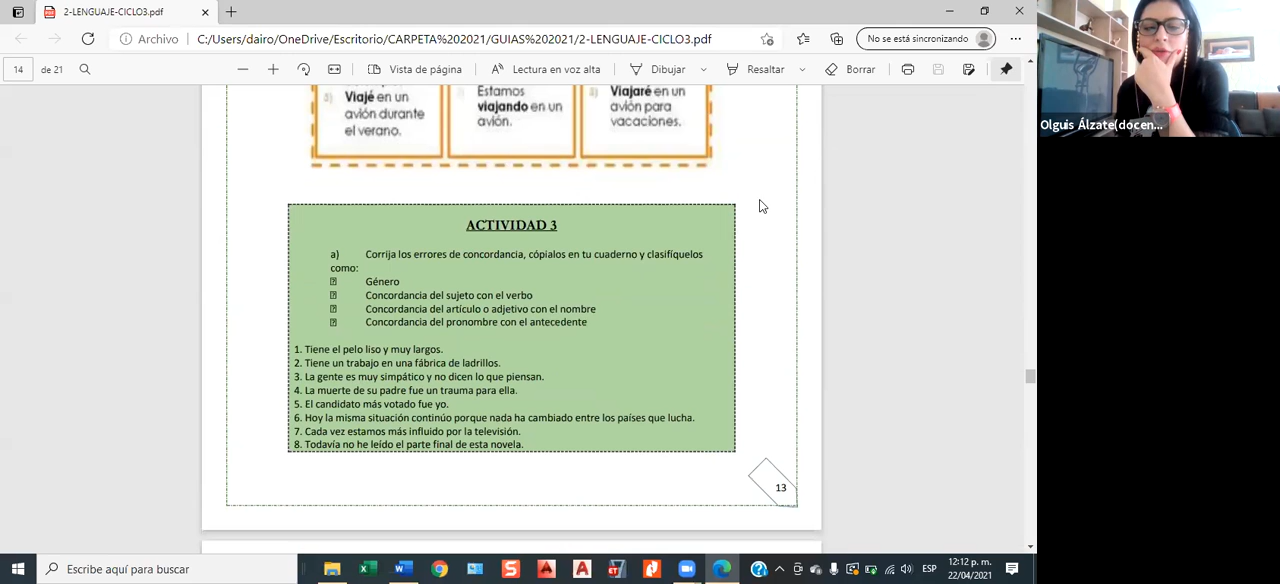 2-LENGUAJE-CICLO3.pdf
Archivo
C:/Users/dairo/OneDrive/Escritorio/CARPETA%202021/GUIAS%202021/2-LENGUAJE-CICLO3.pdf
No se está sincronizando
14 de 21
Vista de página
Lectura en voz alta
Dibujar
Resaltar
Borrar
Viajé en un
avión durante
el verano.
Estamos
viajando en un
avión.
Viajaré en un
avión para
vacaciones.
ACTIVIDAD 3
a) Corrija los errores de concordancia, cópialos en tu cuaderno y clasifíquelos
como:
Género
Concordancia del sujeto con el verbo
Concordancia del artículo o adjetivo con el nombre
Concordancia del pronombre con el antecedente
1. Tiene el pelo liso y muy largos.
2. Tiene un trabajo en una fábrica de ladrillos.
3. La gente es muy simpático y no dicen lo que piensan.
4. La muerte de su padre fue un trauma para ella.
5. El candidato más votado fue yo.
6. Hoy la misma situación continúo porque nada ha cambiado entre los países que lucha.
7. Cada vez estamos más influido por la televisión.
8. Todavía no he leído el parte final de esta novela.
13
Olguis Álzate(docen...
Escribe aquí para buscar
ESP
12:12 p. m.
22/04/2021